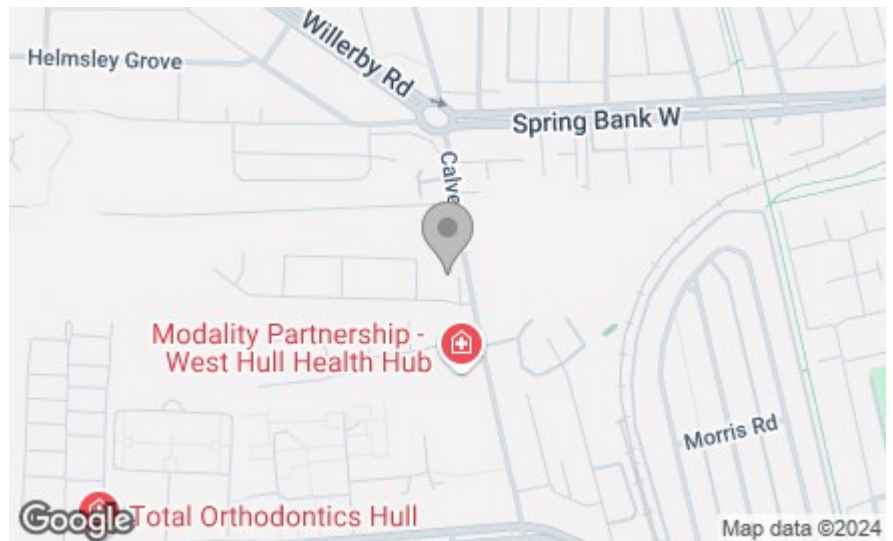 Willerby Rd
Helmsley Grove
Spring Bank W
Calve
Modality Partnership -
West Hull Health Hub
Morris Rd
Total Orthodontics Hull
Google
Map data ©2024